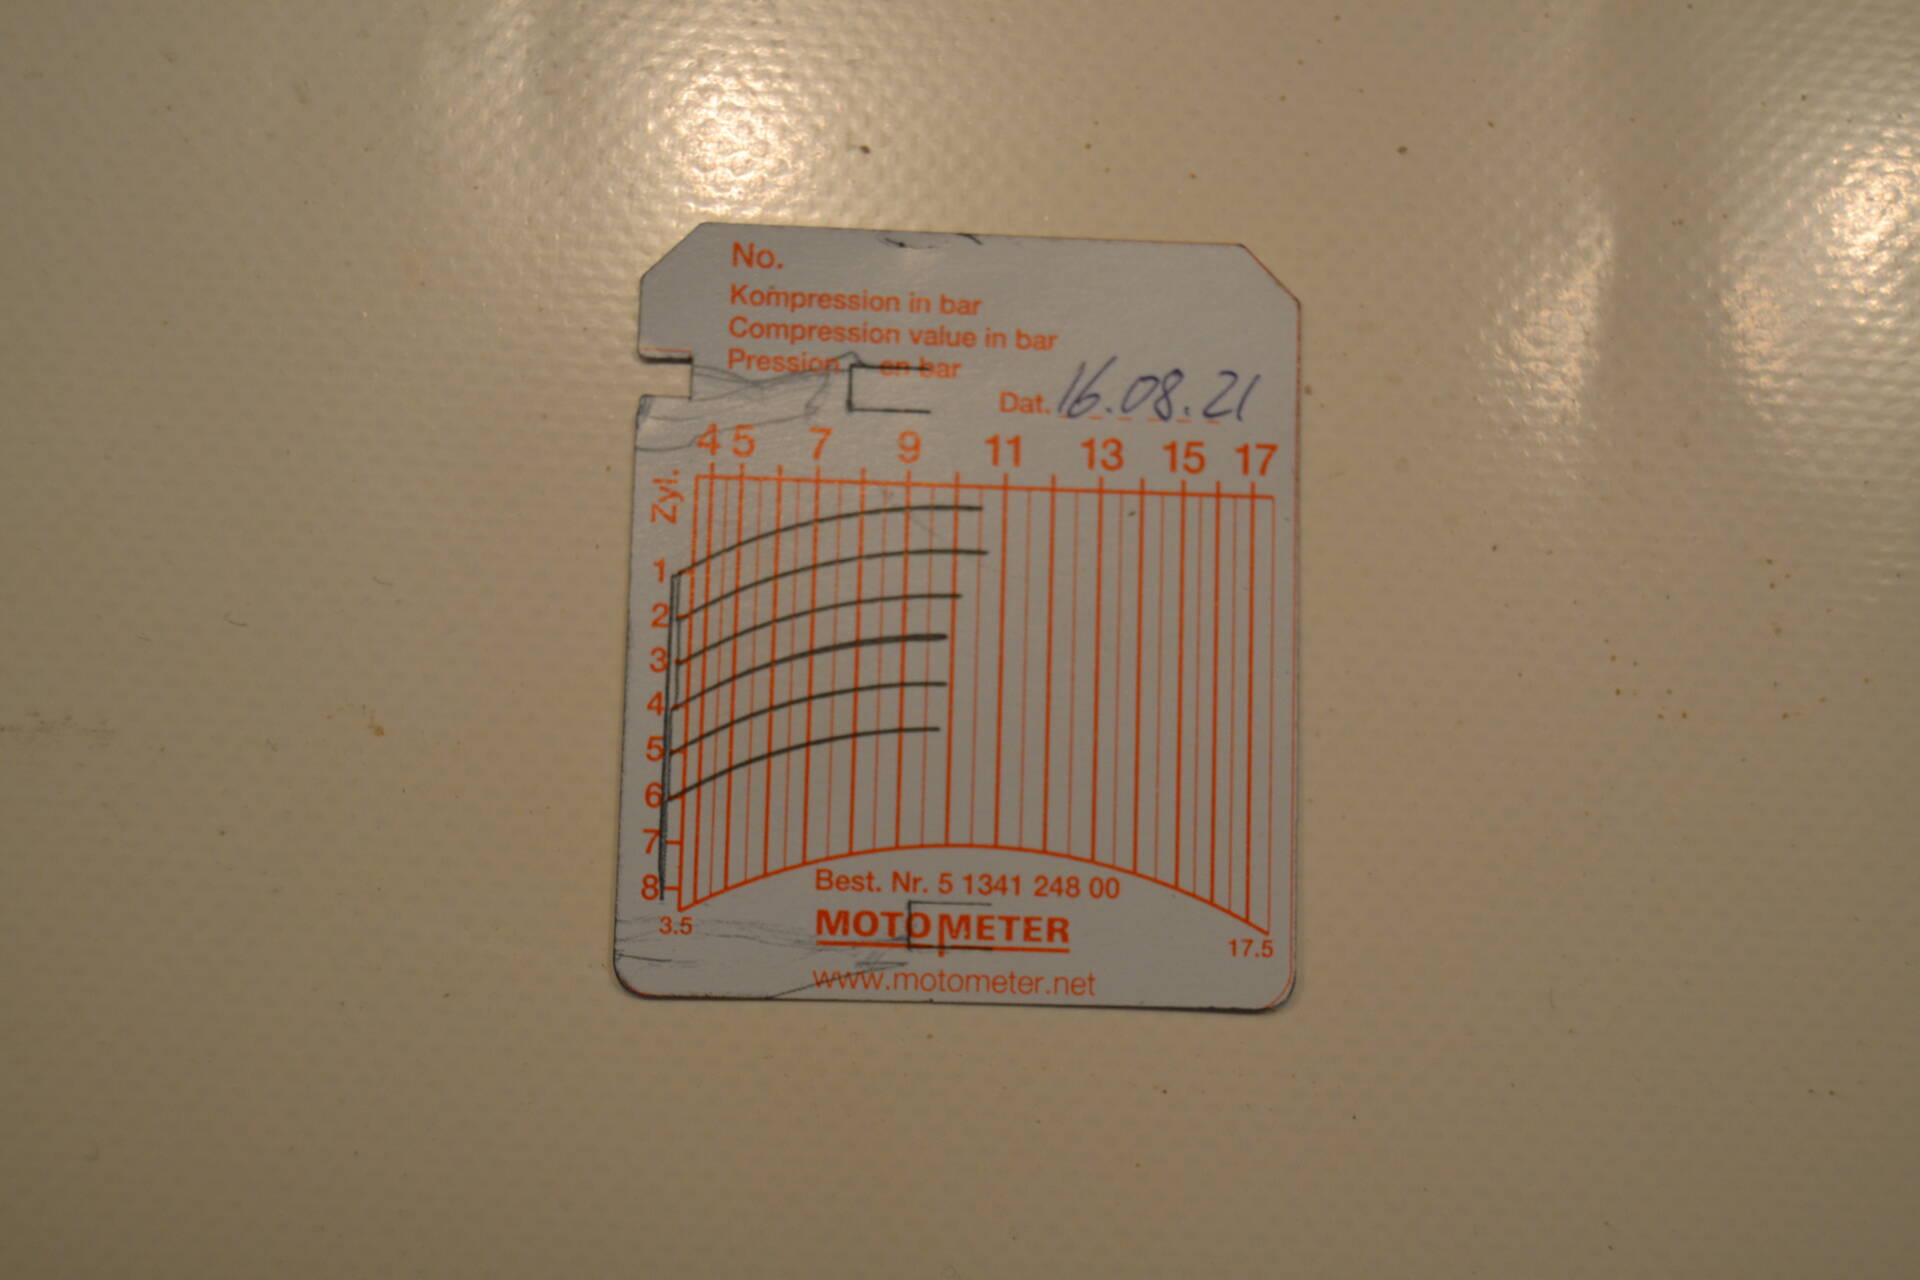 No.
Kompression in bar
Compression value in bar
Pression en bar
Dat. 16.08.21
4 5 7 9 11 13 15 17
Zyl.
1
2
3
4
5
6
7
8
3.5 17.5
Best. Nr. 5 1341 248 00
MOTOMETER
www.motometer.net